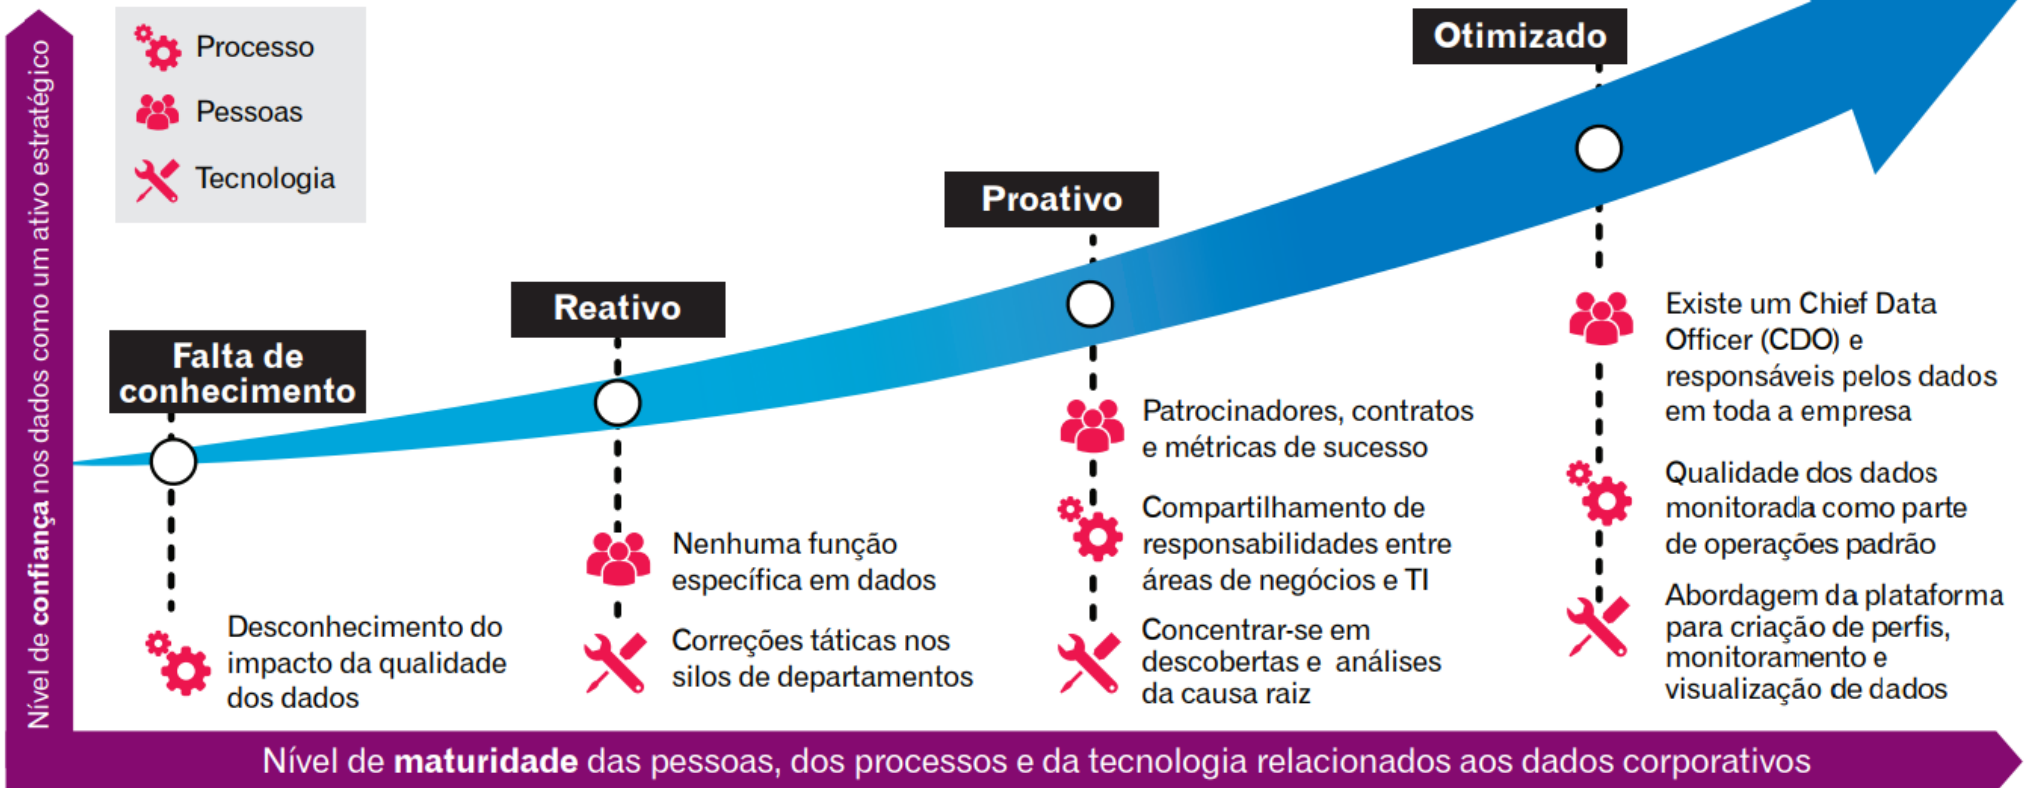 Nível de confiança nos dados como um ativo estratégico
Processo
Pessoas
Tecnologia
Falta de
conhecimento
Desconhecimento do
impacto da qualidade
dos dados
Reativo
Nenhuma função
específica em dados
Correções táticas nos
silos de departamentos
Proativo
Patrocinadores, contratos
e métricas de sucesso
Compartilhamento de
responsabilidades entre
áreas de negócios e TI
Concentrar-se em
descobertas e análises
da causa raiz
Otimizado
Existe um Chief Data
Officer (CDO) e
responsáveis pelos dados
em toda a empresa
Qualidade dos dados
monitorada como parte
de operações padrão
Abordagem da plataforma
para criação de perfis,
monitoramento e
visualização de dados
Nível de maturidade das pessoas, dos processos e da tecnologia relacionados aos dados corporativos